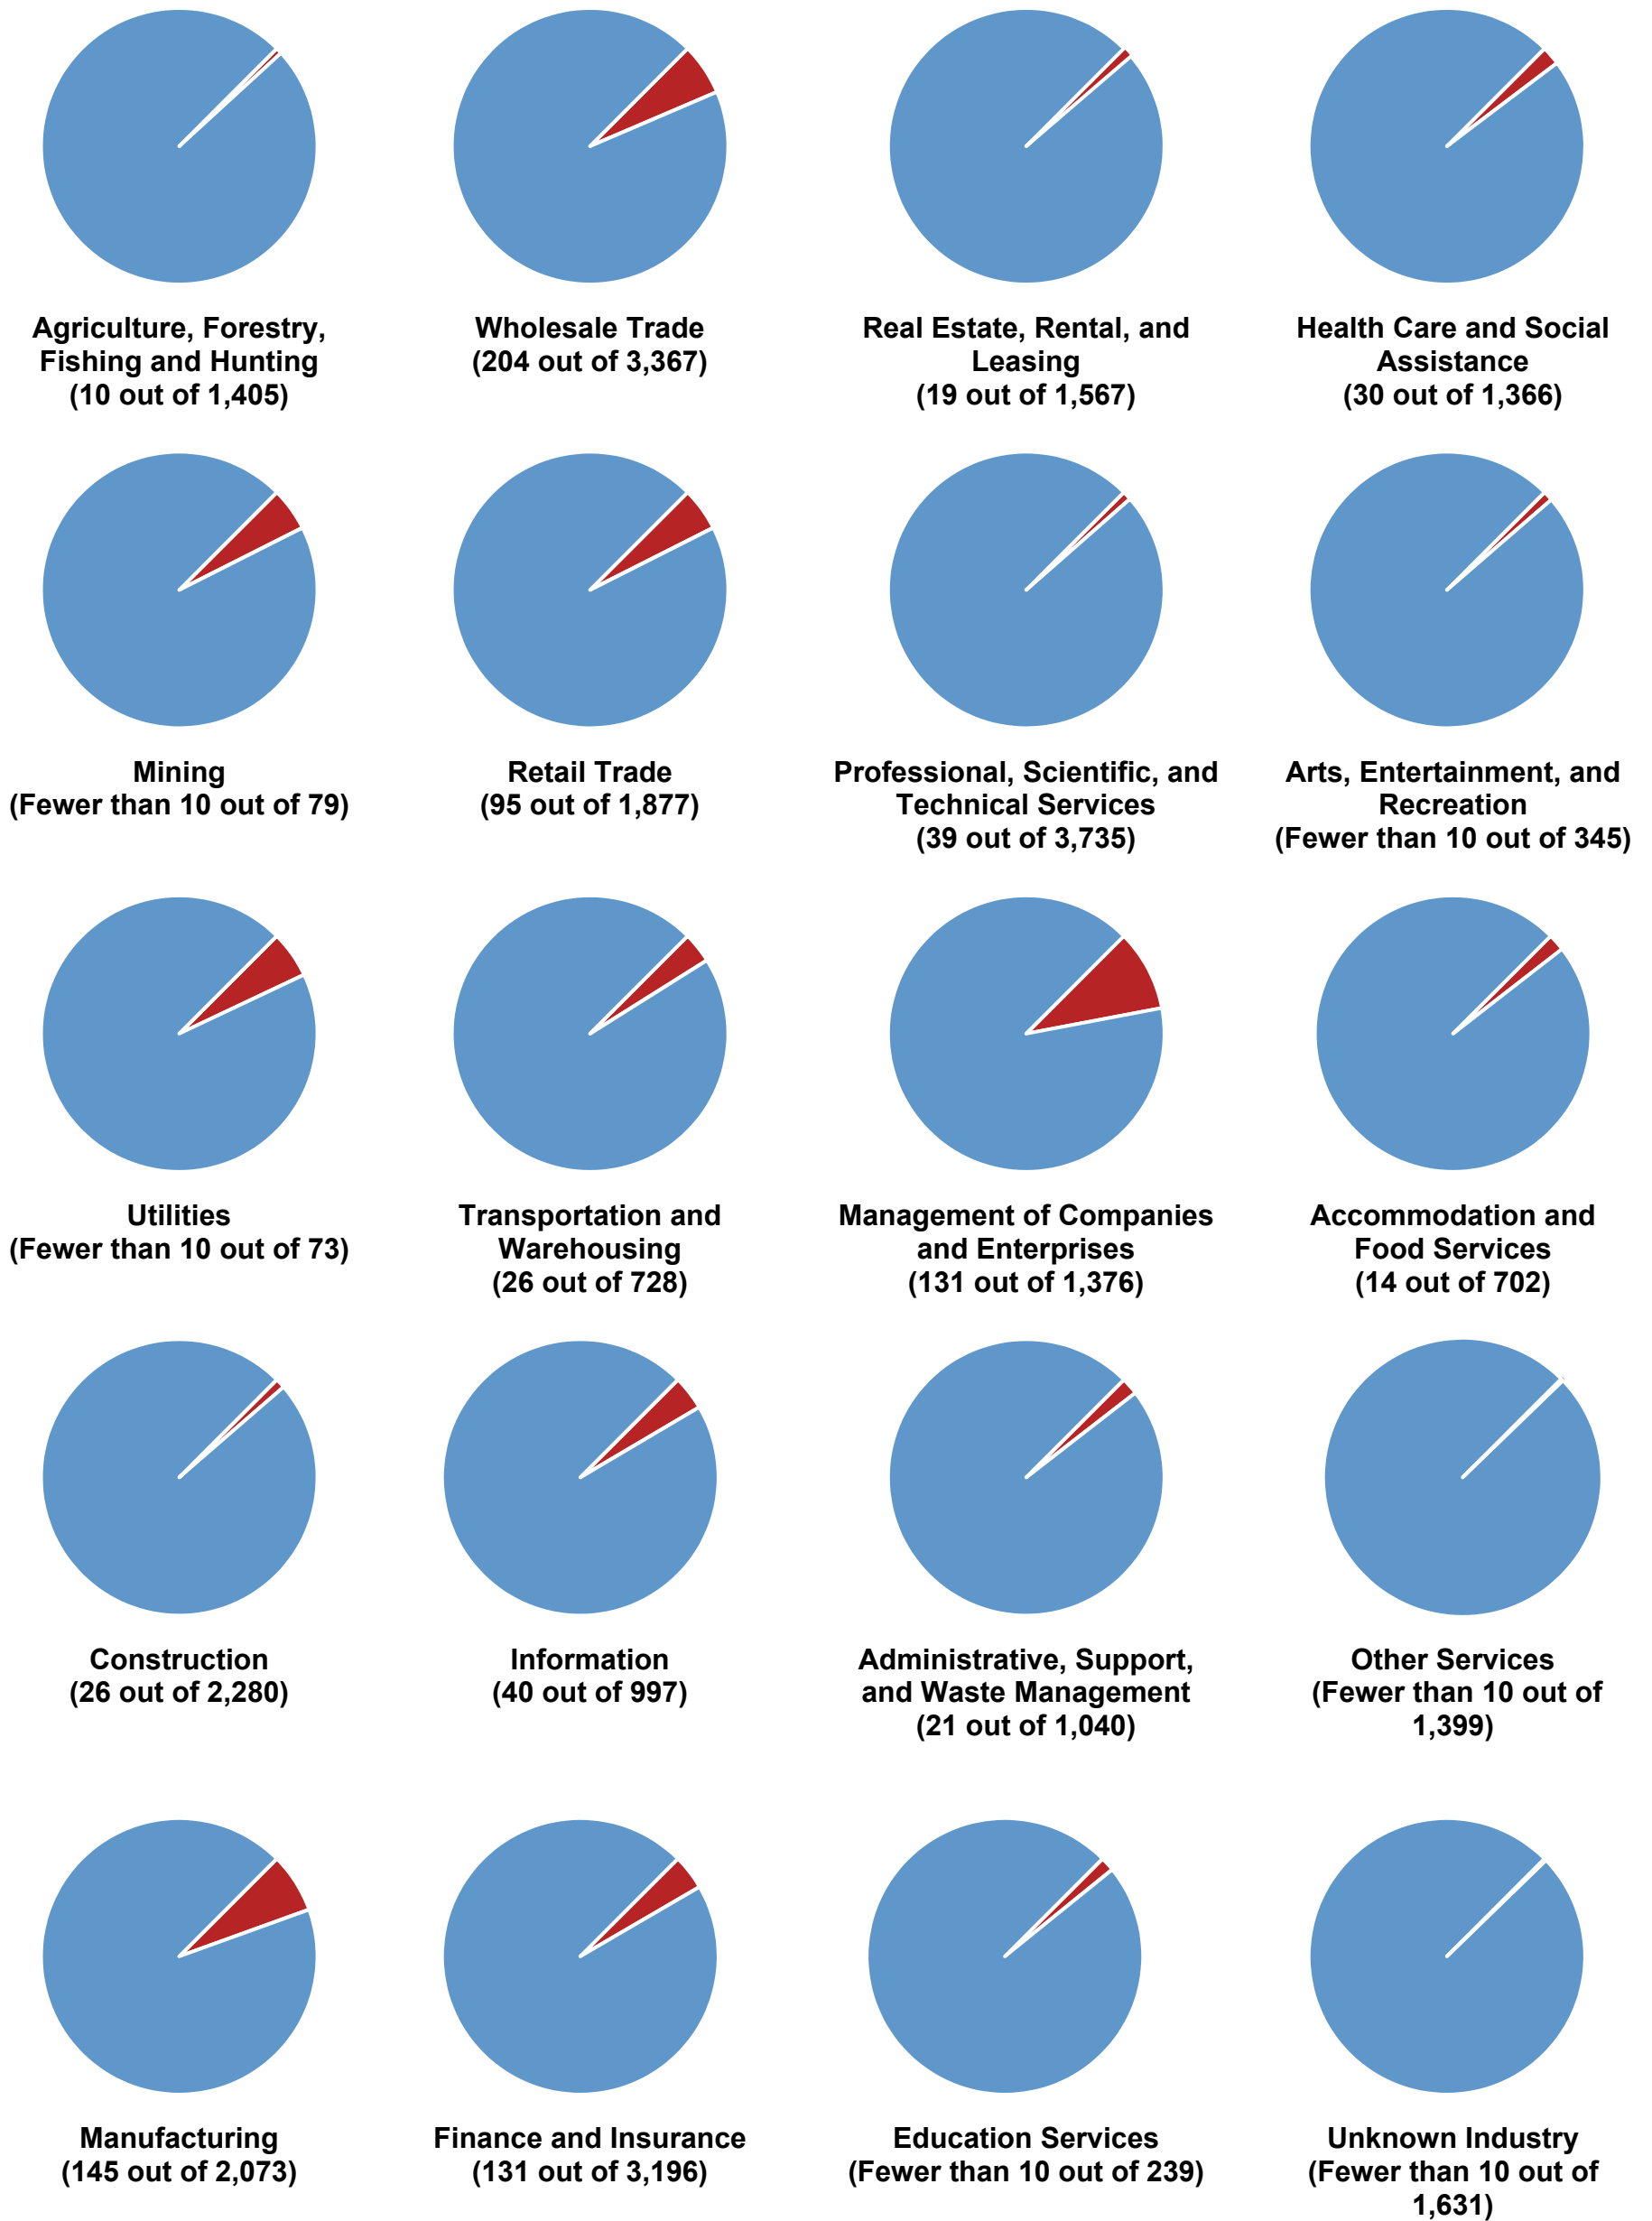 Agriculture, Forestry,
Fishing and Hunting
(10 out of 1,405)
Wholesale Trade
(204 out of 3,367)
Real Estate, Rental, and
Leasing
(19 out of 1,567)
Health Care and Social
Assistance
(30 out of 1,366)
Mining
(Fewer than 10 out of 79)
Retail Trade
(95 out of 1,877)
Professional, Scientific, and
Technical Services
(39 out of 3,735)
Arts, Entertainment, and
Recreation
(Fewer than 10 out of 345)
Utilities
(Fewer than 10 out of 73)
Transportation and
Warehousing
(26 out of 728)
Management of Companies
and Enterprises
(131 out of 1,376)
Accommodation and
Food Services
(14 out of 702)
Construction
(26 out of 2,280)
Information
(40 out of 997)
Administrative, Support,
and Waste Management
(21 out of 1,040)
Other Services
(Fewer than 10 out of
1,399)
Manufacturing
(145 out of 2,073)
Finance and Insurance
(131 out of 3,196)
Education Services
(Fewer than 10 out of 239)
Unknown Industry
(Fewer than 10 out of
1,631)